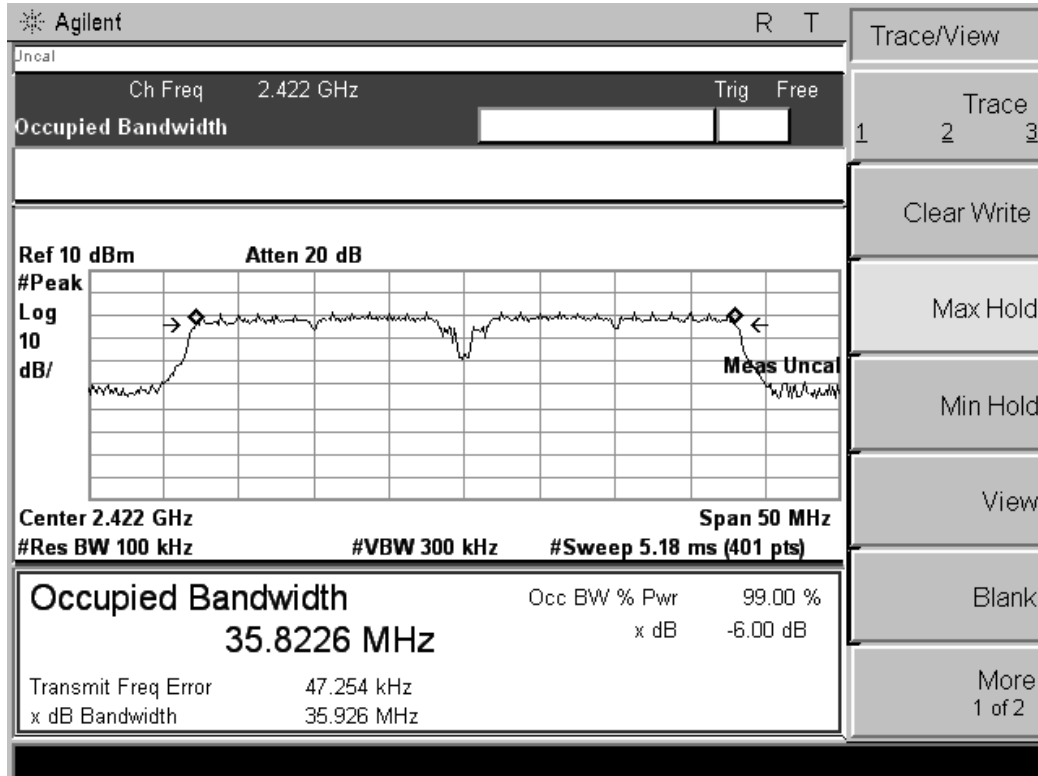 Agilent R T
Uncal
Ch Freq 2.422 GHz Trig Free
Occupied Bandwidth
Ref 10 dBm Atten 20 dB
#Peak
Log
10
dB/
Meas Uncal
Center 2.422 GHz Span 50 MHz
#Res BW 100 kHz #VBW 300 kHz #Sweep 5.18 ms (401 pts)
Occupied Bandwidth
35.8226 MHz
Occ BW % Pwr 99.00 %
x dB -6.00 dB
Transmit Freq Error 47.254 kHz
x dB Bandwidth 35.926 MHz
Trace/View
Trace
1 2 3
Clear Write
Max Hold
Min Hold
View
Blank
More
1 of 2